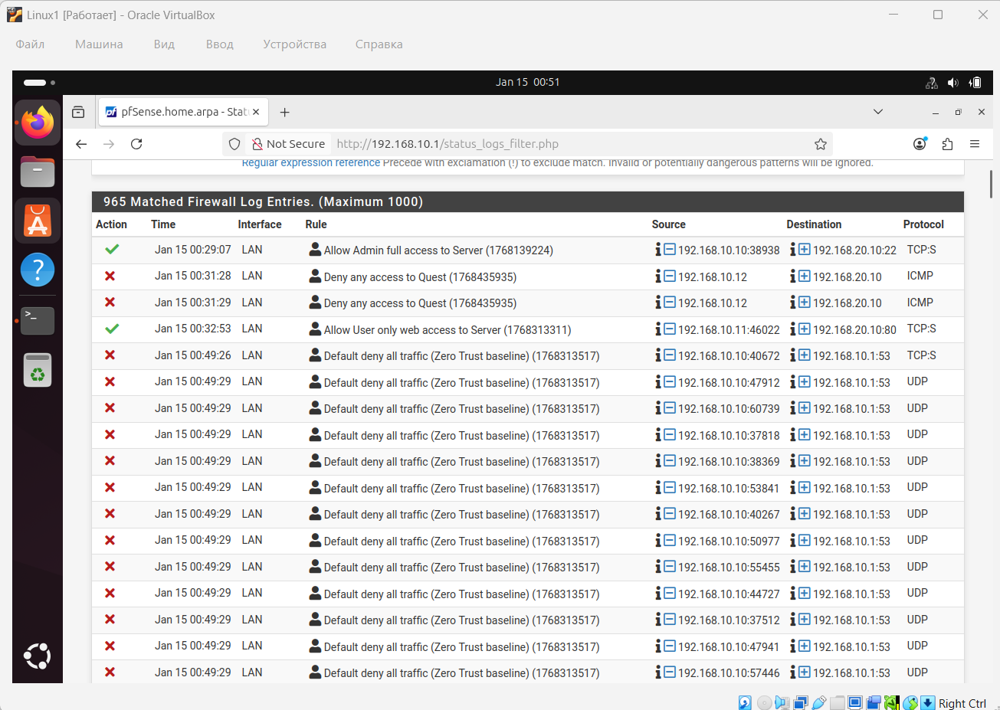 Linux1 [Работает] - Oracle VirtualBox
Файл Машина Вид Ввод Устройства Справка
Jan 15 00:51
pfSense.home.arpa - Stat
Not Secure http://192.168.10.1/status_logs_filter.php
Regular expression reference Precede with exclamation (!) to exclude match. Invalid or potentially dangerous patterns will be ignored.
965 Matched Firewall Log Entries. (Maximum 1000)
Action Time Interface Rule Source Destination Protocol
Jan 15 00:29:07 LAN Allow Admin full access to Server (1768139224) 192.168.10.10:38938 192.168.20.10:22 TCP:S
Jan 15 00:31:28 LAN Deny any access to Quest (1768435935) 192.168.10.12 192.168.20.10 ICMP
Jan 15 00:31:29 LAN Deny any access to Quest (1768435935) 192.168.10.12 192.168.20.10 ICMP
Jan 15 00:32:53 LAN Allow User only web access to Server (1768313311) 192.168.10.11:46022 192.168.20.10:80 TCP:S
Jan 15 00:49:26 LAN Default deny all traffic (Zero Trust baseline) (1768313517) 192.168.10.10:40672 192.168.10.1:53 TCP:S
Jan 15 00:49:29 LAN Default deny all traffic (Zero Trust baseline) (1768313517) 192.168.10.10:47912 192.168.10.1:53 UDP
Jan 15 00:49:29 LAN Default deny all traffic (Zero Trust baseline) (1768313517) 192.168.10.10:60739 192.168.10.1:53 UDP
Jan 15 00:49:29 LAN Default deny all traffic (Zero Trust baseline) (1768313517) 192.168.10.10:37818 192.168.10.1:53 UDP
Jan 15 00:49:29 LAN Default deny all traffic (Zero Trust baseline) (1768313517) 192.168.10.10:38369 192.168.10.1:53 UDP
Jan 15 00:49:29 LAN Default deny all traffic (Zero Trust baseline) (1768313517) 192.168.10.10:53841 192.168.10.1:53 UDP
Jan 15 00:49:29 LAN Default deny all traffic (Zero Trust baseline) (1768313517) 192.168.10.10:40267 192.168.10.1:53 UDP
Jan 15 00:49:29 LAN Default deny all traffic (Zero Trust baseline) (1768313517) 192.168.10.10:50977 192.168.10.1:53 UDP
Jan 15 00:49:29 LAN Default deny all traffic (Zero Trust baseline) (1768313517) 192.168.10.10:55455 192.168.10.1:53 UDP
Jan 15 00:49:29 LAN Default deny all traffic (Zero Trust baseline) (1768313517) 192.168.10.10:44727 192.168.10.1:53 UDP
Jan 15 00:49:29 LAN Default deny all traffic (Zero Trust baseline) (1768313517) 192.168.10.10:37512 192.168.10.1:53 UDP
Jan 15 00:49:29 LAN Default deny all traffic (Zero Trust baseline) (1768313517) 192.168.10.10:47941 192.168.10.1:53 UDP
Jan 15 00:49:29 LAN Default deny all traffic (Zero Trust baseline) (1768313517) 192.168.10.10:57446 192.168.10.1:53 UDP
Right Ctrl